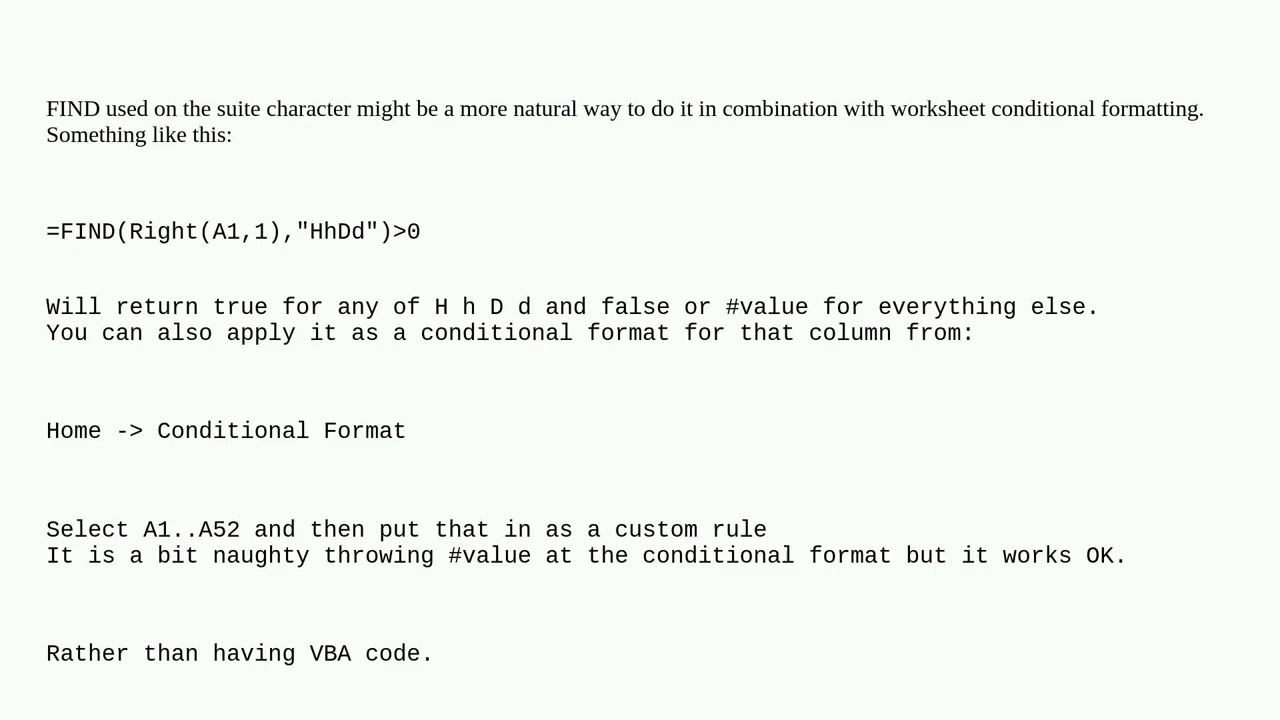 FIND used on the suite character might be a more natural way to do it in combination with worksheet conditional formatting.
Something like this:
=FIND(Right(A1,1),"HhDd")>0
Will return true for any of H h D d and false or #value for everything else.
You can also apply it as a conditional format for that column from:
Home -> Conditional Format
Select A1..A52 and then put that in as a custom rule
It is a bit naughty throwing #value at the conditional format but it works OK.
Rather than having VBA code.